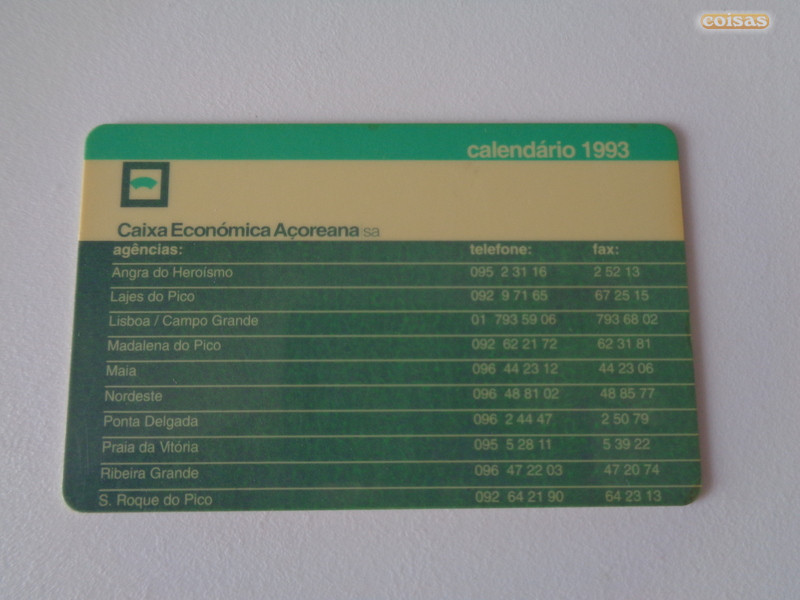 coisas
calendário 1993
Caixa Económica Açoreana sa
agências: telefone: fax:
Angra do Heroísmo 095 2 31 16 2 52 13
Lajes do Pico 092 9 71 65 67 25 15
Lisboa / Campo Grande 01 793 59 06 793 68 02
Madalena do Pico 092 62 21 72 62 31 81
Maia 096 44 23 12 44 23 06
Nordeste 096 48 81 02 48 85 77
Ponta Delgada 096 2 44 47 2 50 79
Praia da Vitória 095 5 28 11 5 39 22
Ribeira Grande 096 47 22 03 47 20 74
S. Roque do Pico 092 64 21 90 64 23 13